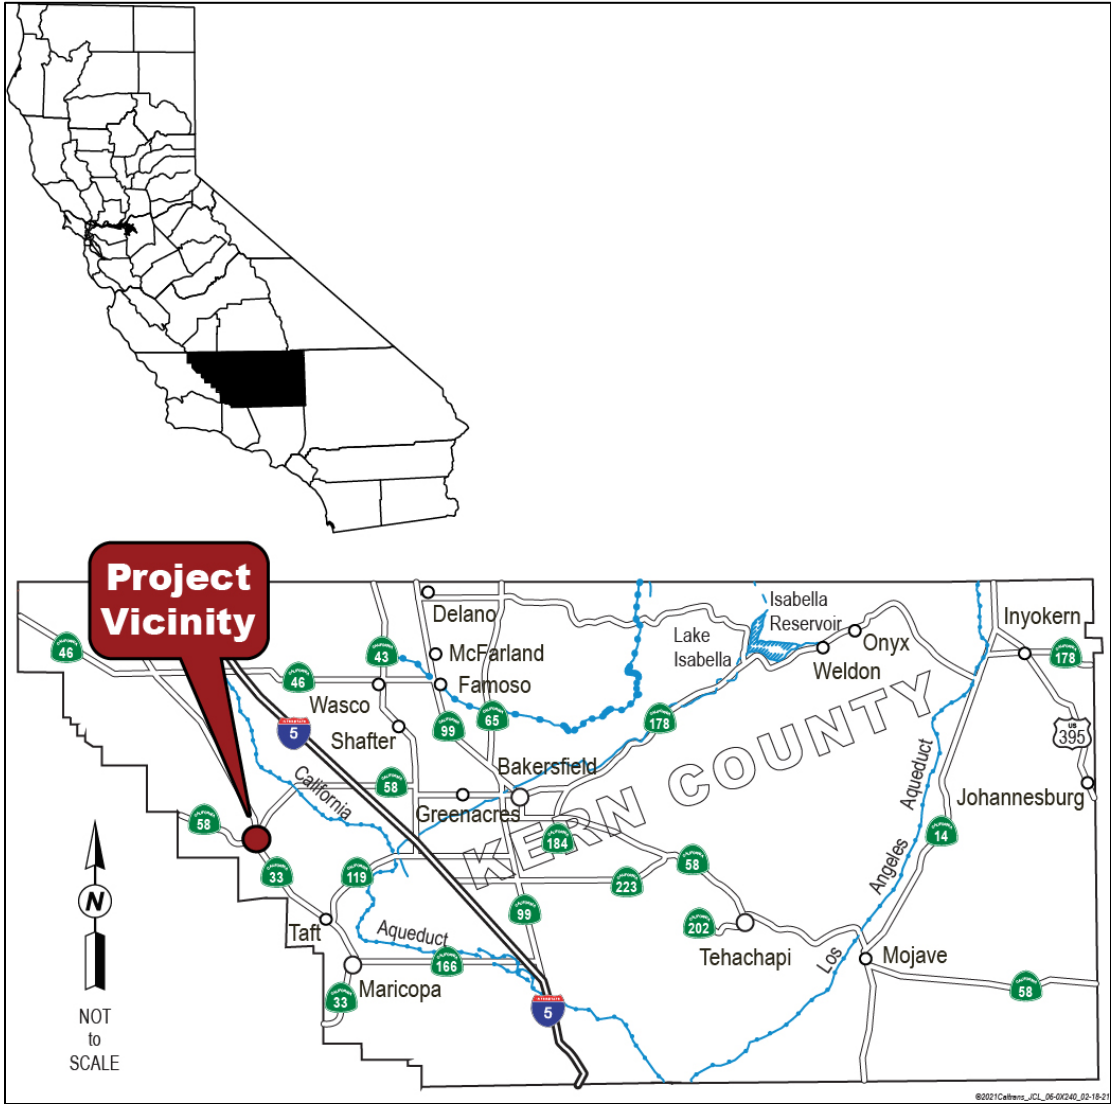 Project
Vicinity
Delano
McFarland
Famoso
Wasco
Shafter
Bakersfield
Greenacres
Lake
Isabella
Isabella
Reservoir
Onyx
Weldon
Inyokern
Johannesburg
KERN COUNTY
California
Aqueduct
Los
Angeles
Aqueduct
Taft
Maricopa
Tehachapi
Mojave
46
46
43
99
65
178
178
US
395
INTERSTATE
5
58
58
33
119
184
223
58
99
202
14
166
33
INTERSTATE
5
58
N
NOT
to
SCALE
©2021Caltrans_JCL_06-0X240_02-18-21